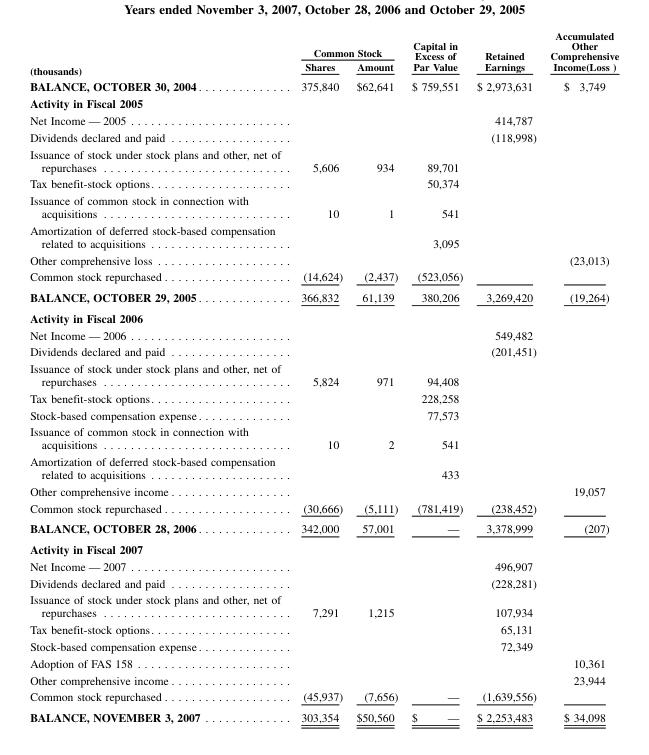 Years ended November 3, 2007, October 28, 2006 and October 29, 2005
Accumulated
Other
Capital in Comprehensive
Common Stock Excess of Retained
(thousands) Shares Amount Par Value Earnings Income(Loss )
BALANCE, OCTOBER 30, 2004 . . . . . . . . . . . . . . 375,840 $62,641 $ 759,551 $ 2,973,631 $ 3,749
Activity in Fiscal 2005
Net Income — 2005 . . . . . . . . . . . . . . . . . . . . . . . . 414,787
Dividends declared and paid . . . . . . . . . . . . . . . . . . (118,998)
Issuance of stock under stock plans and other, net of
repurchases . . . . . . . . . . . . . . . . . . . . . . . . . . . 5,606 934 89,701
Tax benefit-stock options. . . . . . . . . . . . . . . . . . . . . 50,374
Issuance of common stock in connection with
acquisitions . . . . . . . . . . . . . . . . . . . . . . . . . . . 10 1 541
Amortization of deferred stock-based compensation
related to acquisitions . . . . . . . . . . . . . . . . . . . . 3,095
Other comprehensive loss . . . . . . . . . . . . . . . . . . . . (23,013)
Common stock repurchased . . . . . . . . . . . . . . . . . . . (14,624) (2,437) (523,056)
BALANCE, OCTOBER 29, 2005 . . . . . . . . . . . . . . 366,832 61,139 380,206 3,269,420 (19,264)
Activity in Fiscal 2006
Net Income — 2006 . . . . . . . . . . . . . . . . . . . . . . . . 549,482
Dividends declared and paid . . . . . . . . . . . . . . . . . . (201,451)
Issuance of stock under stock plans and other, net of
repurchases . . . . . . . . . . . . . . . . . . . . . . . . . . . 5,824 971 94,408
Tax benefit-stock options. . . . . . . . . . . . . . . . . . . . . 228,258
Stock-based compensation expense . . . . . . . . . . . . . . 77,573
Issuance of common stock in connection with
acquisitions . . . . . . . . . . . . . . . . . . . . . . . . . . . 10 2 541
Amortization of deferred stock-based compensation
related to acquisitions . . . . . . . . . . . . . . . . . . . . 433
Other comprehensive income . . . . . . . . . . . . . . . . . . 19,057
Common stock repurchased . . . . . . . . . . . . . . . . . . . (30,666) (5,111) (781,419) (238,452)
BALANCE, OCTOBER 28, 2006 . . . . . . . . . . . . . . 342,000 57,001 — 3,378,999 (207)
Activity in Fiscal 2007
Net Income — 2007 . . . . . . . . . . . . . . . . . . . . . . . . 496,907
Dividends declared and paid . . . . . . . . . . . . . . . . . . (228,281)
Issuance of stock under stock plans and other, net of
repurchases . . . . . . . . . . . . . . . . . . . . . . . . . . . 7,291 1,215 107,934
Tax benefit-stock options. . . . . . . . . . . . . . . . . . . . . 65,131
Stock-based compensation expense . . . . . . . . . . . . . . 72,349
Adoption of FAS 158 . . . . . . . . . . . . . . . . . . . . . . . 10,361
Other comprehensive income . . . . . . . . . . . . . . . . . . 23,944
Common stock repurchased . . . . . . . . . . . . . . . . . . . (45,937) (7,656) — (1,639,556)
BALANCE, NOVEMBER 3, 2007 . . . . . . . . . . . . . 303,354 $50,560 $ — $ 2,253,483 $ 34,098